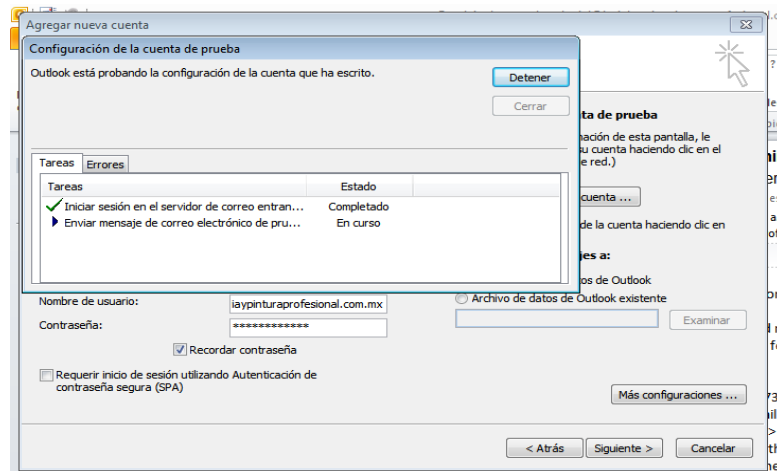 Agregar nueva cuenta
Configuración de la cuenta de prueba
Outlook está probando la configuración de la cuenta que ha escrito.
Detener
Cerrar
Tareas Errores
Tareas Estado
Iniciar sesión en el servidor de correo entran... Completado
Enviar mensaje de correo electrónico de pru... En curso
ta de prueba
mación de esta pantalla, le
su cuenta haciendo clic en el
e red.)
cuenta ...
de la cuenta haciendo clic en
jes a:
os de Outlook
Archivo de datos de Outlook existente
Examinar
Nombre de usuario: iaypinturaprofesional.com.mx
Contraseña: ************
Recordar contraseña
Requerir inicio de sesión utilizando Autenticación de
contraseña segura (SPA)
Más configuraciones ...
< Atrás Siguiente > Cancelar